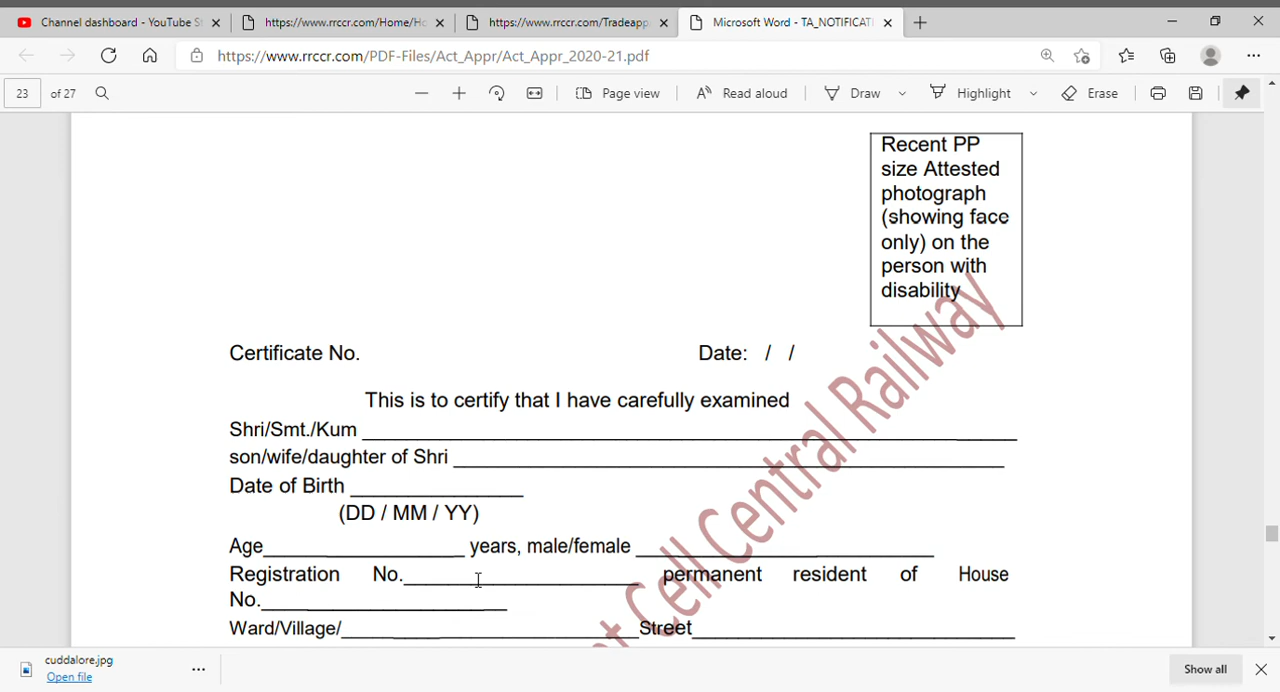 Channel dashboard - YouTube S
https://www.rrccr.com/Home/Ho
https://www.rrccr.com/Tradeapp
Microsoft Word - TA_NOTIFICATI
https://www.rrccr.com/PDF-Files/Act_Appr/Act_Appr_2020-21.pdf
23 of 27
Page view
Read aloud
Draw
Highlight
Erase
Recent PP
size Attested
photograph
(showing face
only) on the
person with
disability
Certificate No. Date: / /
This is to certify that I have carefully examined
Shri/Smt./Kum
son/wife/daughter of Shri
Date of Birth
(DD / MM / YY)
Age years, male/female
Registration No. permanent resident of House
No.
Ward/Village/ Street
Cell Central Railway
cuddalore.jpg
Open file
Show all